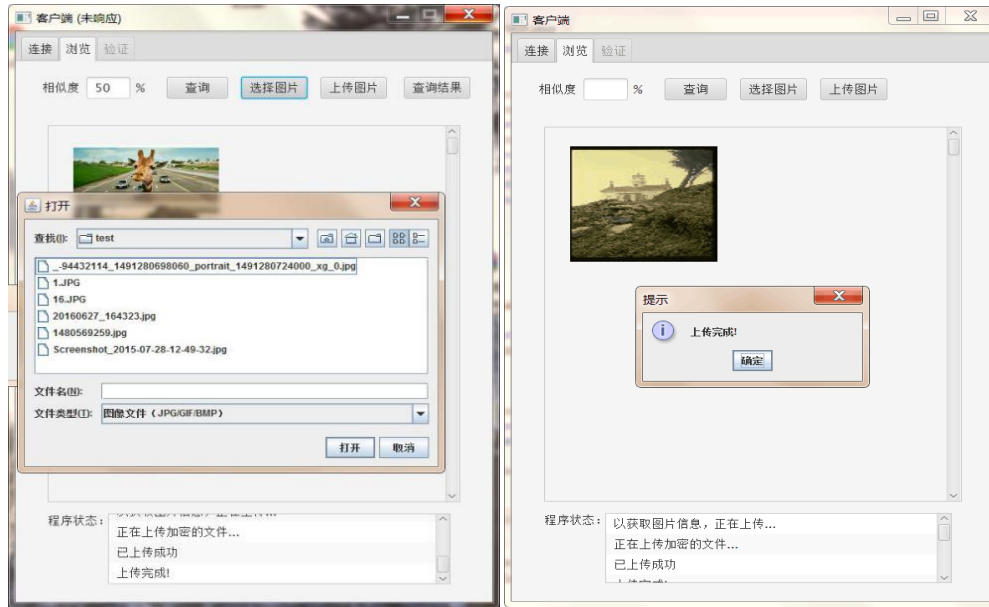 客户端 (未响应)
连接 浏览 验证
相似度 50 % 查询 选择图片 上传图片 查询结果
打开
查找(I): test
_-94432114_1491280698060_portrait_1491280724000_xg_0.jpg
1.JPG
16.JPG
20160627_164323.jpg
1480569259.jpg
Screenshot_2015-07-28-12-49-32.jpg
文件名(N):
文件类型(T): 图像文件（JPG/GIF/BMP）
打开 取消
程序状态:
正在上传加密的文件...
已上传成功
上传完成!
客户端
连接 浏览 验证
相似度 % 查询 选择图片 上传图片
提示
上传完成!
确定
程序状态: 以获取图片信息，正在上传...
正在上传加密的文件...
已上传成功